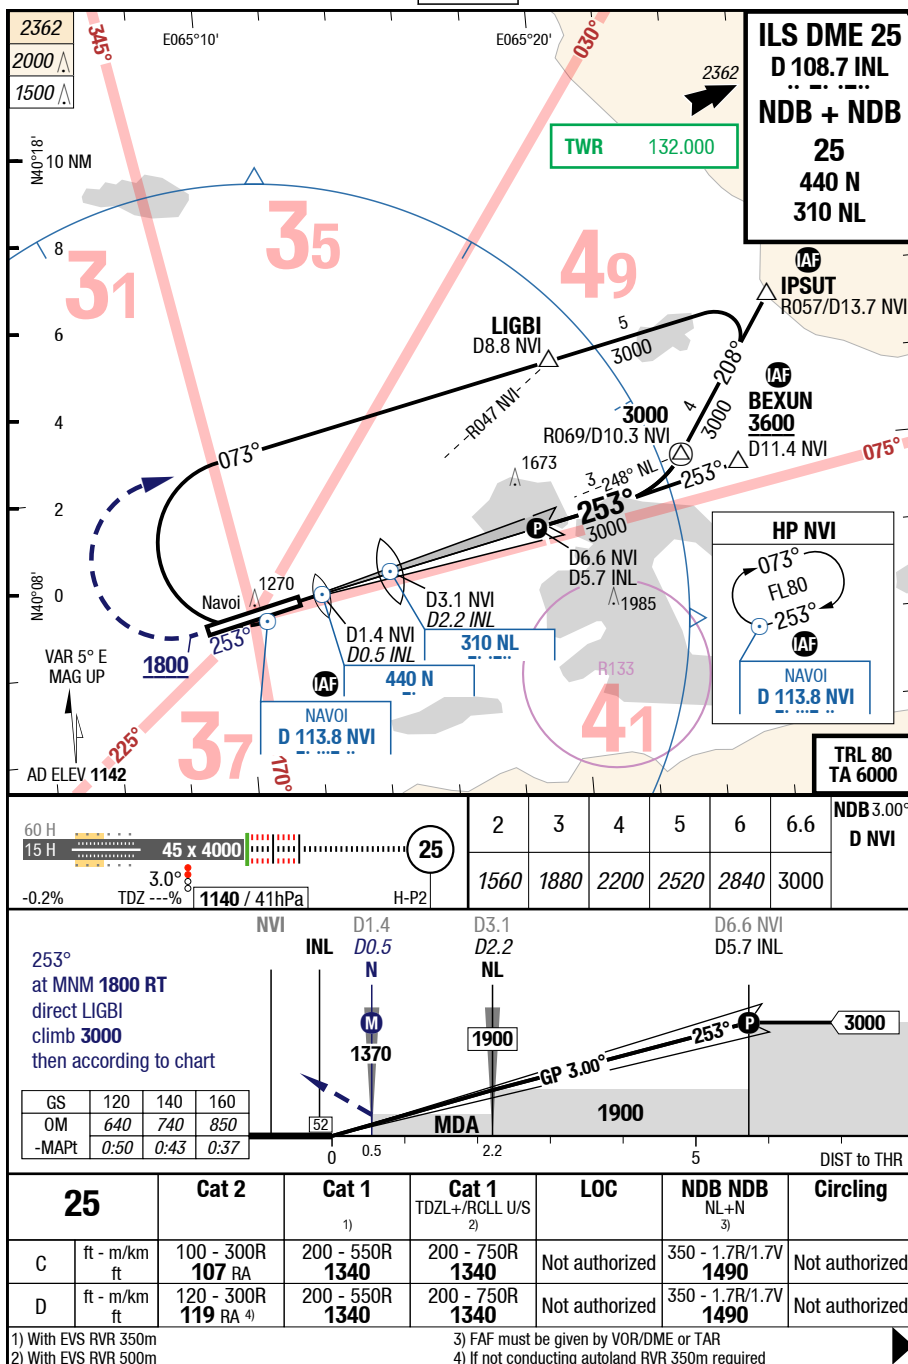 2362
2000
1500
E065°10'
E065°20'
345°
030°
2362
ILS DME 25
D 108.7 INL
NDB + NDB
25
440 N
310 NL
TWR 132.000
N40°18'
10 NM
8
6
4
2
0
N40°08'
31
35
49
41
37
IAF
IPSUT
R057/D13.7 NVI
LIGBI
D8.8 NVI
5
3000
208°
4
3000
R047 NVI
IAF
BEXUN
3600
D11.4 NVI
3000
R069/D10.3 NVI
075°
073°
1673
3
248° NL
253°
253°
3000
P
D6.6 NVI
D5.7 INL
1985
HP NVI
073°
FL80
253°
IAF
NAVOI
D 113.8 NVI
Navoi
1270
253°
D3.1 NVI
D2.2 INL
D1.4 NVI
D0.5 INL
310 NL
440 N
R133
1800
VAR 5° E
MAG UP
IAF
NAVOI
D 113.8 NVI
225°
170°
AD ELEV 1142
TRL 80
TA 6000
60 H
15 H
45 x 4000
25
3.0°
-0.2%
TDZ ---%
1140 / 41hPa
H-P2
2 3 4 5 6 6.6 NDB 3.00°
D NVI
1560 1880 2200 2520 2840 3000
NVI
INL
D1.4
D0.5
N
D3.1
D2.2
NL
D6.6 NVI
D5.7 INL
253°
at MNM 1800 RT
direct LIGBI
climb 3000
then according to chart
M
1370
1900
GP 3.00°
253°
P
3000
1900
MDA
52
GS 120 140 160
OM 640 740 850
-MAPt 0:50 0:43 0:37
0 0.5 2.2 5 DIST to THR
25 Cat 2 Cat 1 1) Cat 1 TDZL+/RCLL U/S 2) LOC NDB NDB NL+N 3) Circling
C ft - m/km 100 - 300R 200 - 550R 200 - 750R Not authorized 350 - 1.7R/1.7V Not authorized
ft 107 RA 1340 1340 1490
D ft - m/km 120 - 300R 200 - 550R 200 - 750R Not authorized 350 - 1.7R/1.7V Not authorized
ft 119 RA 4) 1340 1340 1490
1) With EVS RVR 350m
2) With EVS RVR 500m
3) FAF must be given by VOR/DME or TAR
4) If not conducting autoland RVR 350m required